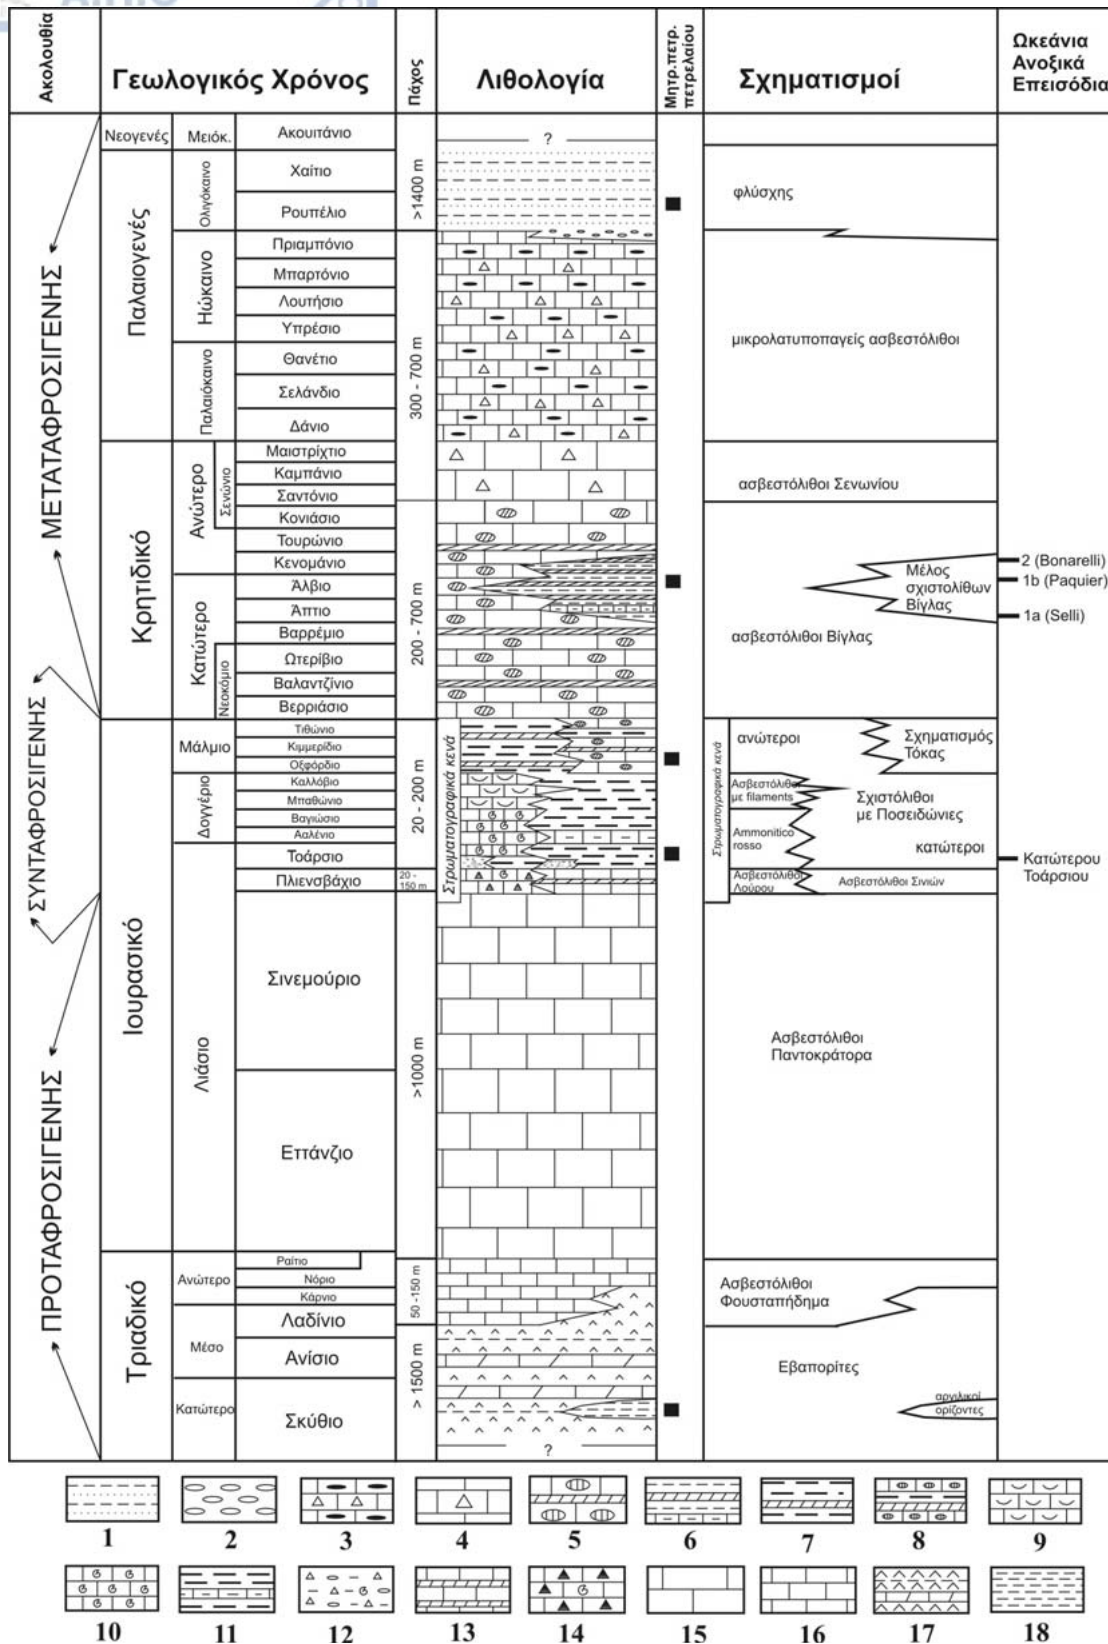 Ακολουθία
Γεωλογικός Χρόνος
Πάχος
Λιθολογία
Μητρ.πετρ.
πετρελαίου
Σχηματισμοί
Ωκεάνια
Ανοξικά
Επεισόδια
ΜΕΤΑΤΑΦΡΟΣΙΓΕΝΗΣ
ΣΥΝΤΑΦΡΟΣΙΓΕΝΗΣ
ΠΡΟΤΑΦΡΟΣΙΓΕΝΗΣ
Νεογενές
Μειόκ.
Ακουιτάνιο
?
Παλαιογενές
Ολιγόκαινο
Χαίτιο
Ρουπέλιο
>1400 m
φλύσχης
Ηώκαινο
Πριαμπόνιο
Μπαρτόνιο
Λουτήσιο
Υπρέσιο
Παλαιόκαινο
Θανέτιο
Σελάνδιο
Δάνιο
300 - 700 m
μικρολατυποπαγείς ασβεστόλιθοι
Κρητιδικό
Ανώτερο
Σενώνιο
Μαιστρίχτιο
Καμπάνιο
Σαντόνιο
Κονιάσιο
Τουρώνιο
Κενομάνιο
ασβεστόλιθοι Σενωνίου
Κατώτερο
Νεοκόμιο
Άλβιο
Άπτιο
Βαρρέμιο
Ωτερίβιο
Βαλαντζίνιο
Βερριάσιο
200 - 700 m
Μέλος
σχιστολίθων
Βίγλας
ασβεστόλιθοι Βίγλας
2 (Bonarelli)
1b (Paquier)
1a (Selli)
Ιουρασικό
Μάλμιο
Τιθώνιο
Κιμμερίδιο
Οξφόρδιο
Δογγέριο
Καλλόβιο
Μπαθώνιο
Βαγιώσιο
Ααλένιο
Λιάσιο
Τοάρσιο
Πλιενσβάχιο
Σινεμούριο
Εττάνζιο
20 - 200 m
20 -
150 m
>1000 m
Στρωματογραφικά κενά
Στρωματογραφικά κενά
ανώτεροι
Σχηματισμός
Τόκας
Ασβεστόλιθοι
με filaments
Σχιστόλιθοι
με Ποσειδώνιες
Ammonitico
rosso
κατώτεροι
Κατώτερου
Τοάρσιου
Ασβεστόλιθοι
Λούρου
Ασβεστόλιθοι Σινιών
Ασβεστόλιθοι
Παντοκράτορα
Τριαδικό
Ανώτερο
Ραίτιο
Νόριο
Κάρνιο
Μέσο
Λαδίνιο
Ανίσιο
Κατώτερο
Σκύθιο
50 -150 m
> 1500 m
?
Ασβεστόλιθοι
Φουσταπήδημα
Εβαπορίτες
αργιλικοί
ορίζοντες
1 2 3 4 5 6 7 8 9
10 11 12 13 14 15 16 17 18